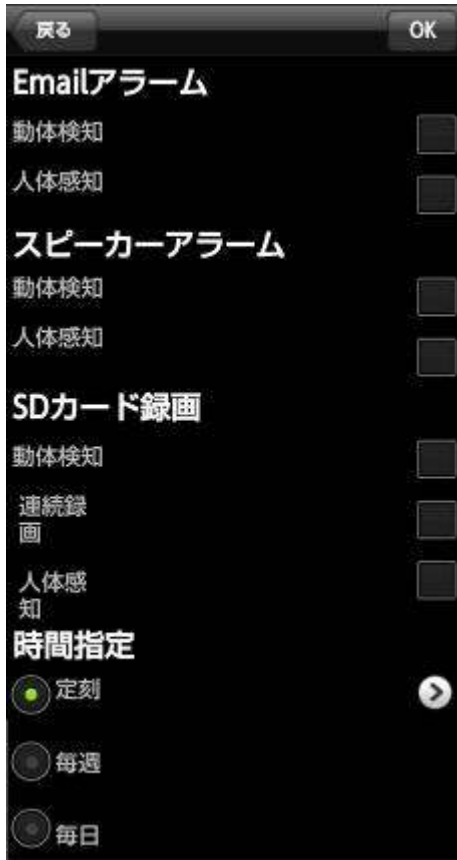 戻る OK
Emailアラーム
動体検知
人体感知
スピーカーアラーム
動体検知
人体感知
SDカード録画
動体検知
連続録
画
人体感
知
時間指定
定刻
毎週
毎日